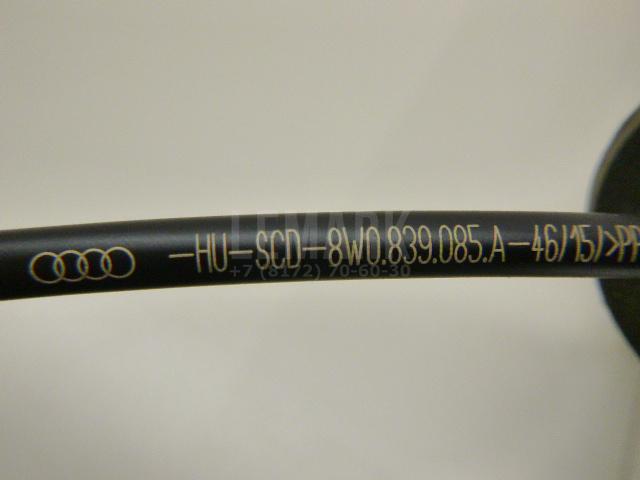 LEMARK
-HU-SCD-8W0.839.085.A-46/15/>PP
+7 (8172) 70-60-30